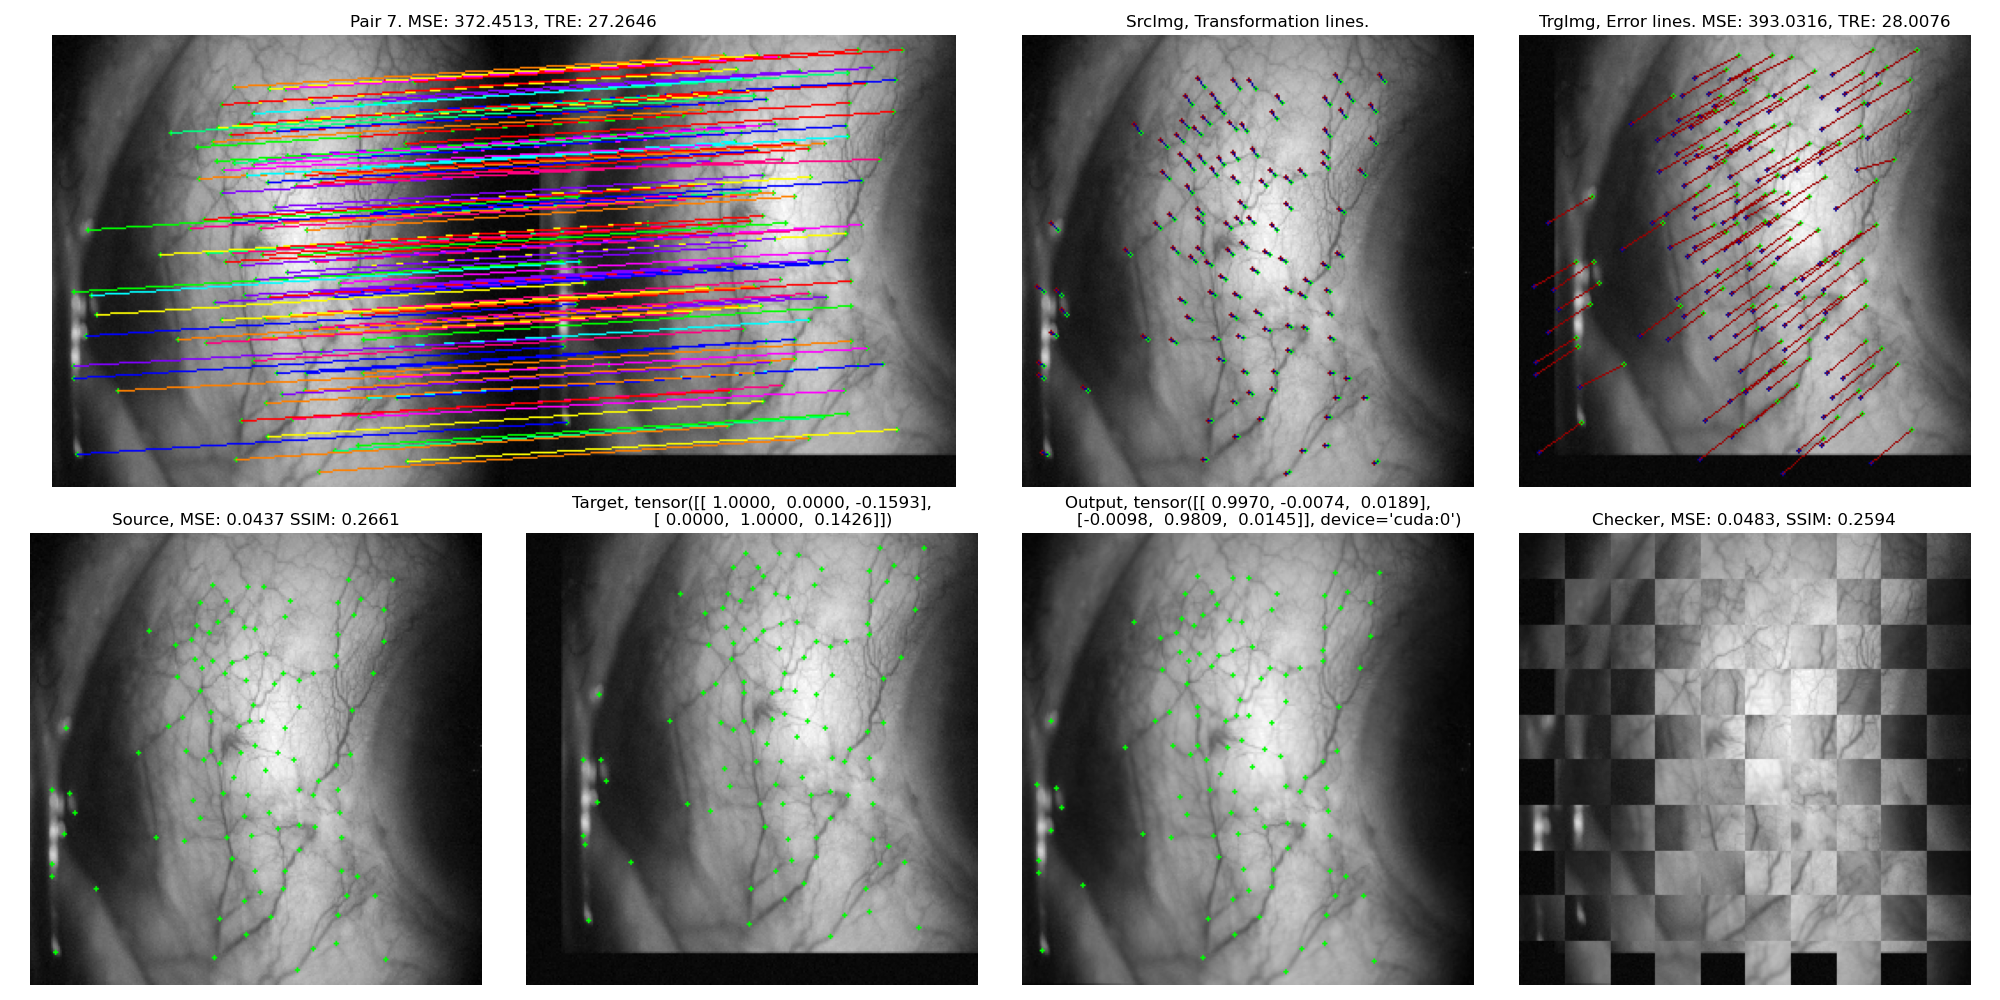 Pair 7. MSE: 372.4513, TRE: 27.2646
SrcImg, Transformation lines.
TrgImg, Error lines. MSE: 393.0316, TRE: 28.0076
Source, MSE: 0.0437 SSIM: 0.2661
Target, tensor([[ 1.0000, 0.0000, -0.1593],
[ 0.0000, 1.0000, 0.1426]])
Output, tensor([[ 0.9970, -0.0074, 0.0189],
[-0.0098, 0.9809, 0.0145]], device='cuda:0')
Checker, MSE: 0.0483, SSIM: 0.2594